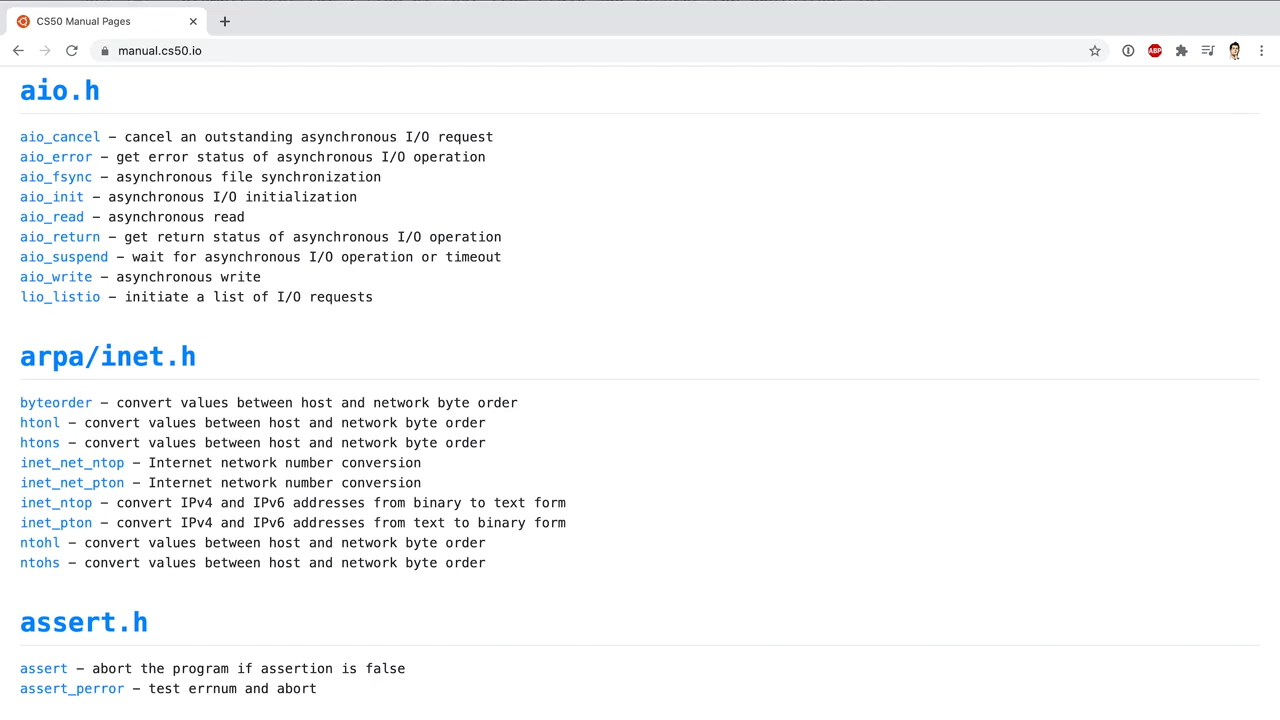 CS50 Manual Pages
manual.cs50.io
ABP
aio.h
aio_cancel – cancel an outstanding asynchronous I/O request
aio_error – get error status of asynchronous I/O operation
aio_fsync – asynchronous file synchronization
aio_init – asynchronous I/O initialization
aio_read – asynchronous read
aio_return – get return status of asynchronous I/O operation
aio_suspend – wait for asynchronous I/O operation or timeout
aio_write – asynchronous write
lio_listio – initiate a list of I/O requests
arpa/inet.h
byteorder – convert values between host and network byte order
htonl – convert values between host and network byte order
htons – convert values between host and network byte order
inet_net_ntop – Internet network number conversion
inet_net_pton – Internet network number conversion
inet_ntop – convert IPv4 and IPv6 addresses from binary to text form
inet_pton – convert IPv4 and IPv6 addresses from text to binary form
ntohl – convert values between host and network byte order
ntohs – convert values between host and network byte order
assert.h
assert – abort the program if assertion is false
assert_perror – test errnum and abort